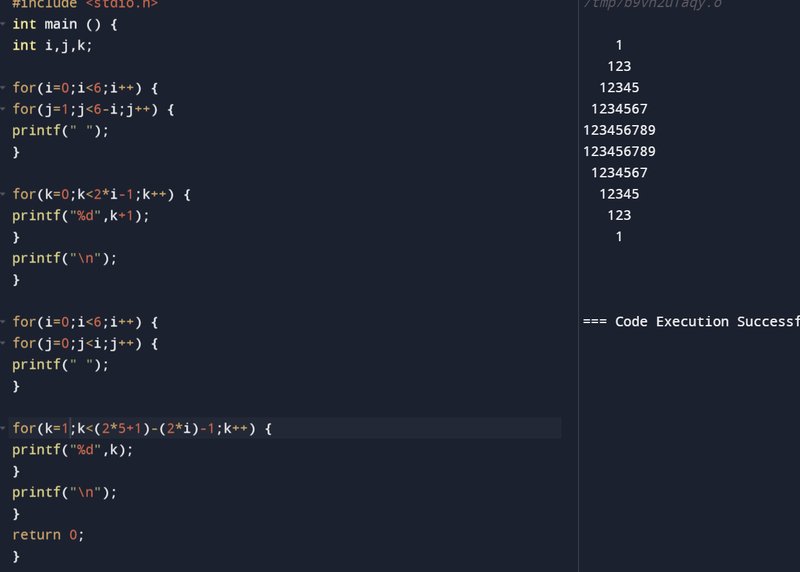 #include <stdio.h>
int main () {
int i,j,k;
for(i=0;i<6;i++) {
for(j=1;j<6-i;j++) {
printf(" ");
}
for(k=0;k<2*i-1;k++) {
printf("%d",k+1);
}
printf("\n");
}
for(i=0;i<6;i++) {
for(j=0;j<i;j++) {
printf(" ");
}
for(k=1;k<(2*5+1)-(2*i)-1;k++) {
printf("%d",k);
}
printf("\n");
}
return 0;
}
1
123
12345
1234567
123456789
123456789
1234567
12345
123
1
=== Code Execution Successf